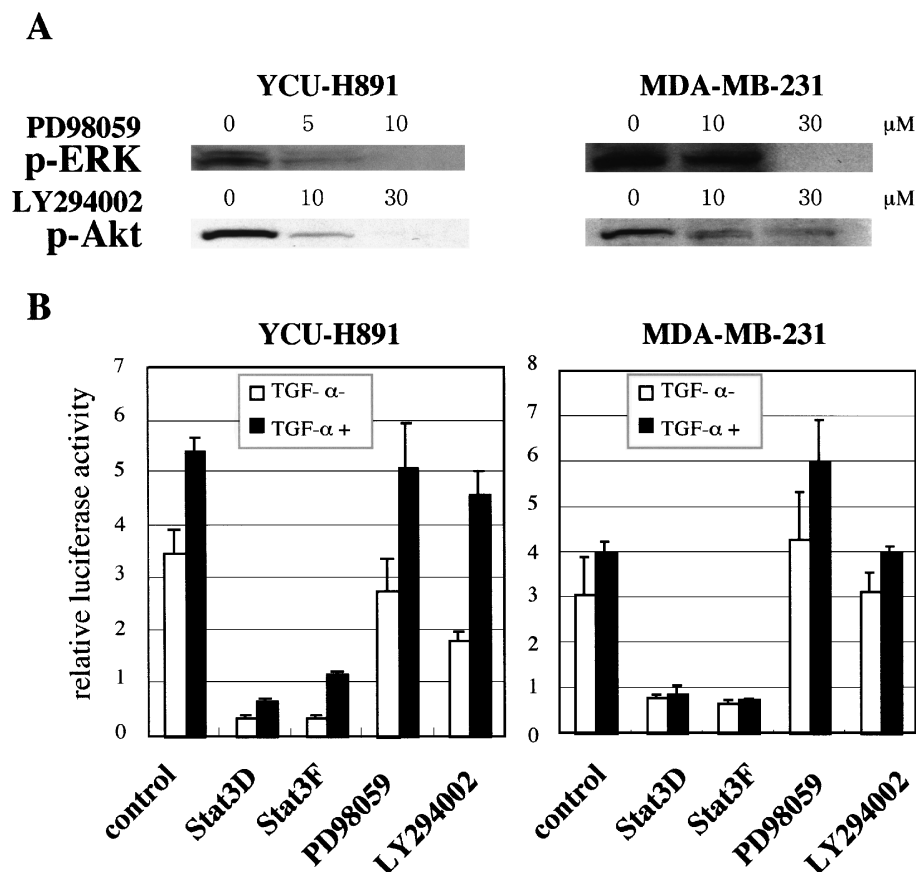 A
YCU-H891 MDA-MB-231
PD98059 0 5 10 0 10 30 μM
p-ERK
LY294002 0 10 30 0 10 30 μM
p-Akt
B
YCU-H891 MDA-MB-231
relative luciferase activity
7
6
5
4
3
2
1
0
TGF- α-
TGF-α +
control Stat3D Stat3F PD98059 LY294002
8
7
6
5
4
3
2
1
0
TGF- α-
TGF-α +
control Stat3D Stat3F PD98059 LY294002